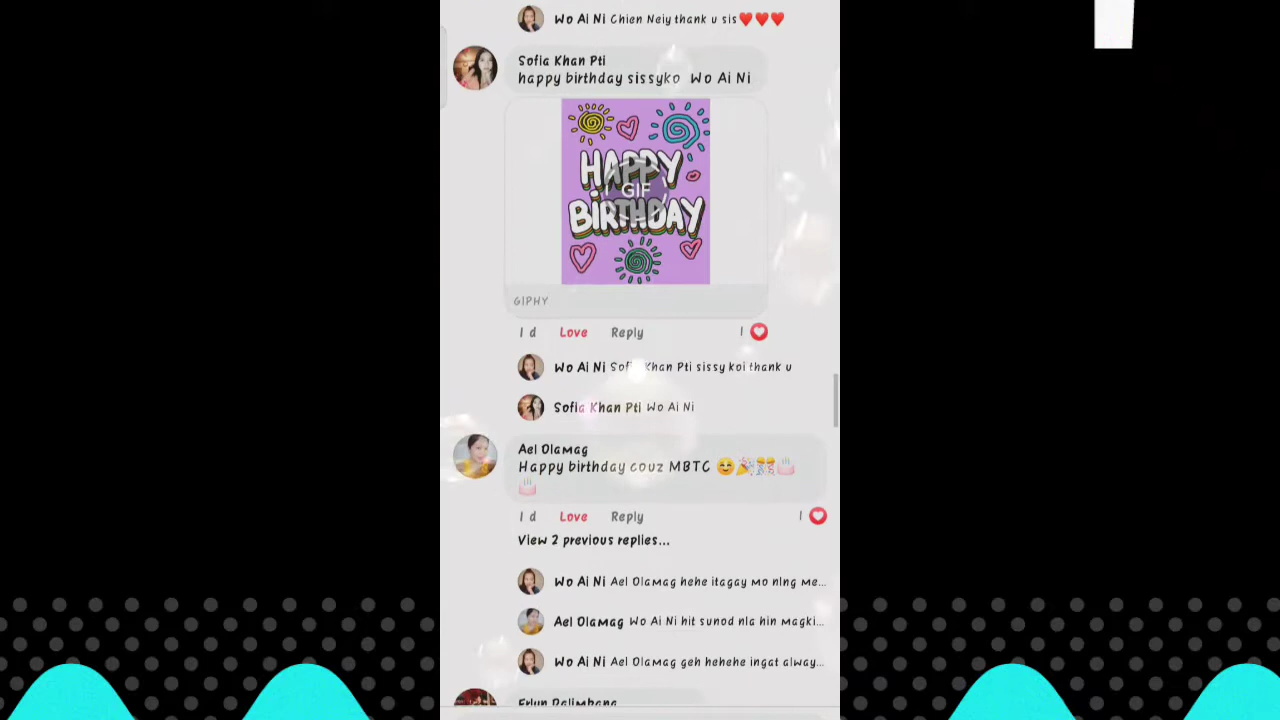 Wo Ai Ni Chien Neiy thank u sis❤️❤️❤️
Sofia Khan Pti
happy birthday sissyko Wo Ai Ni
HAPPY
GIF
BiRTHDAY
GIPHY
1 d Love Reply 1
Wo Ai Ni Sofia Khan Pti sissy koi thank u
Sofia Khan Pti Wo Ai Ni
Ael Olamag
Happy birthday couz MBTC ☺️🎉🎊🎂
🎂
1 d Love Reply 1
View 2 previous replies...
Wo Ai Ni Ael Olamag hehe itagay mo nlng me...
Ael Olamag Wo Ai Ni hit sunod nla hin magki...
Wo Ai Ni Ael Olamag geh hehehe ingat alway...